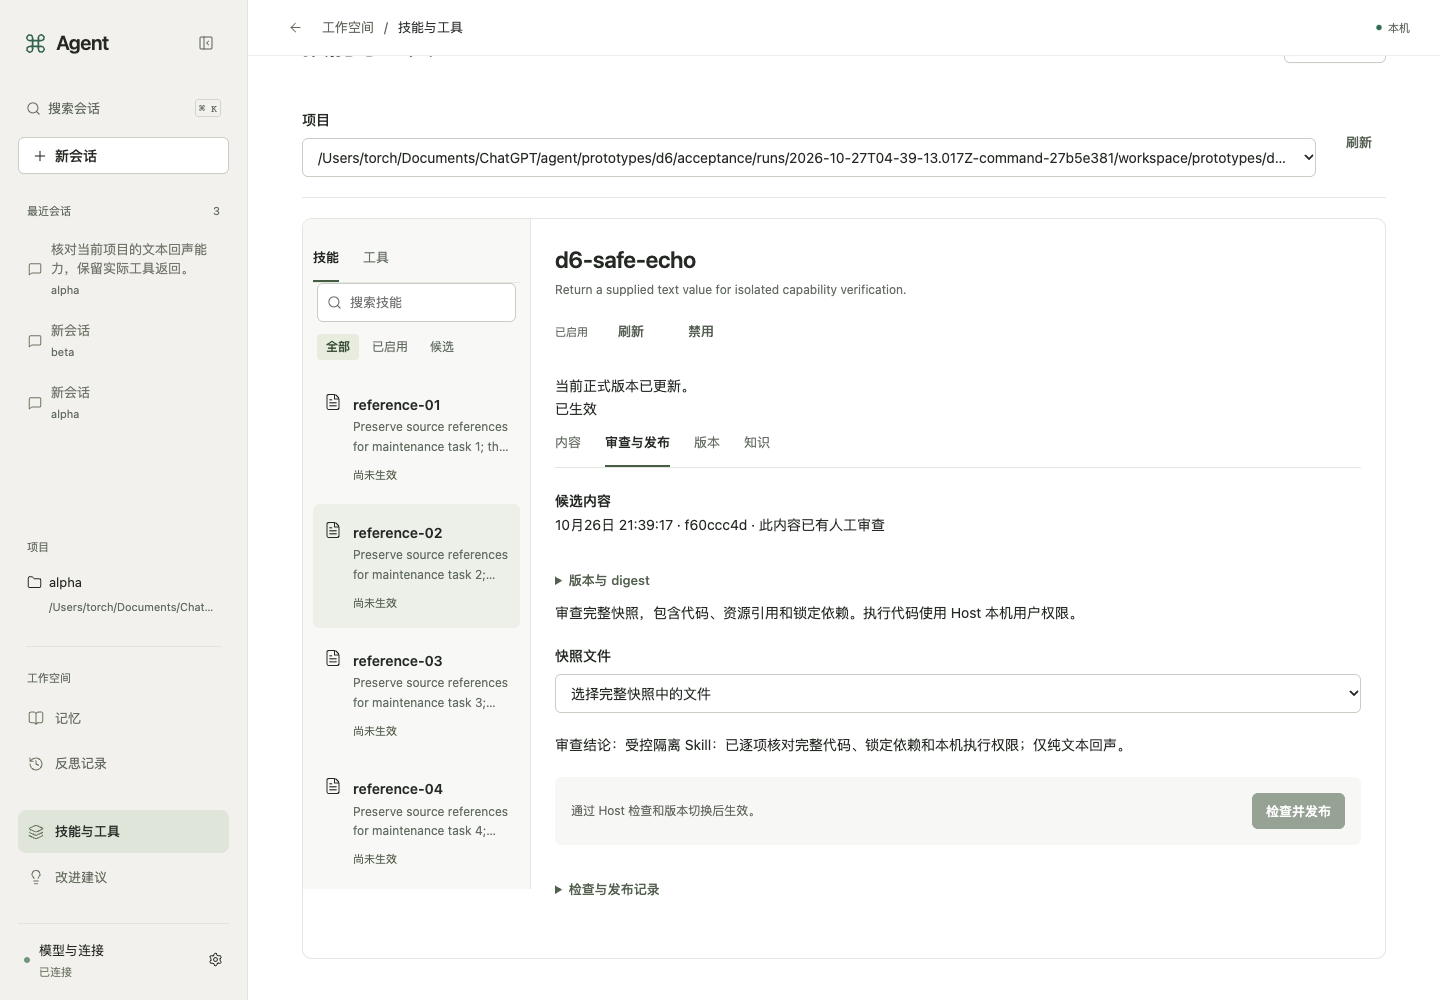 Agent
搜索会话
⌘ K
新会话
最近会话
3
核对当前项目的文本回声能
力，保留实际工具返回。
alpha
新会话
beta
新会话
alpha
项目
alpha
/Users/torch/Documents/Chat...
工作空间
记忆
反思记录
技能与工具
改进建议
模型与连接
已连接
工作空间 / 技能与工具
本机
项目
/Users/torch/Documents/ChatGPT/agent/prototypes/d6/acceptance/runs/2026-10-27T04-39-13.017Z-command-27b5e381/workspace/prototypes/d...
刷新
技能
工具
搜索技能
全部
已启用
候选
reference-01
Preserve source references
for maintenance task 1; th...
尚未生效
reference-02
Preserve source references
for maintenance task 2;...
尚未生效
reference-03
Preserve source references
for maintenance task 3;...
尚未生效
reference-04
Preserve source references
for maintenance task 4;...
尚未生效
d6-safe-echo
Return a supplied text value for isolated capability verification.
已启用
刷新
禁用
当前正式版本已更新。
已生效
内容
审查与发布
版本
知识
候选内容
10月26日 21:39:17 · f60ccc4d · 此内容已有人工审查
版本与 digest
审查完整快照，包含代码、资源引用和锁定依赖。执行代码使用 Host 本机用户权限。
快照文件
选择完整快照中的文件
审查结论：受控隔离 Skill：已逐项核对完整代码、锁定依赖和本机执行权限；仅纯文本回声。
通过 Host 检查和版本切换后生效。
检查并发布
检查与发布记录